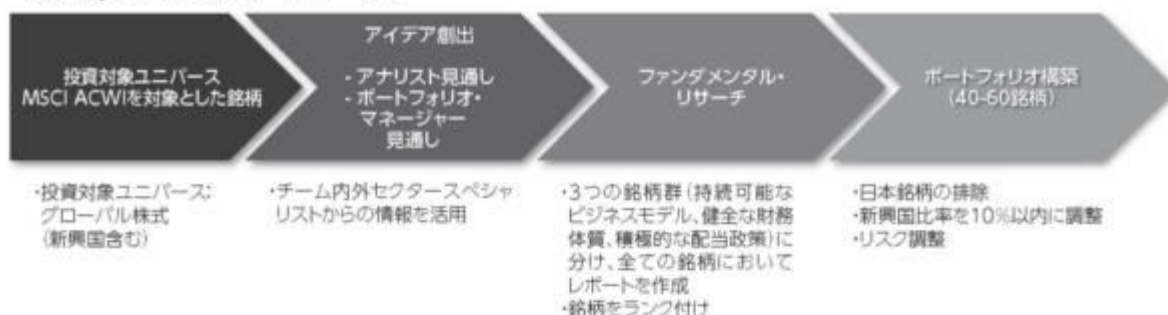 投資対象ユニバース
MSCI ACWIを対象とした銘柄
アイデア創出
- アナリスト見通し
- ポートフォリオ・
マネージャー
見通し
ファンダメンタル・
リサーチ
ポートフォリオ構築
(40-60銘柄)
・投資対象ユニバース:
グローバル株式
(新興国含む)
・チーム内外セクタースペシャ
リストからの情報を活用
・3つの銘柄群(持続可能な
ビジネスモデル、健全な財務
体質、積極的な配当政策)に
分け、全ての銘柄において
レポートを作成
・銘柄をランク付け
・日本銘柄の排除
・新興国比率を10%以内に調整
・リスク調整